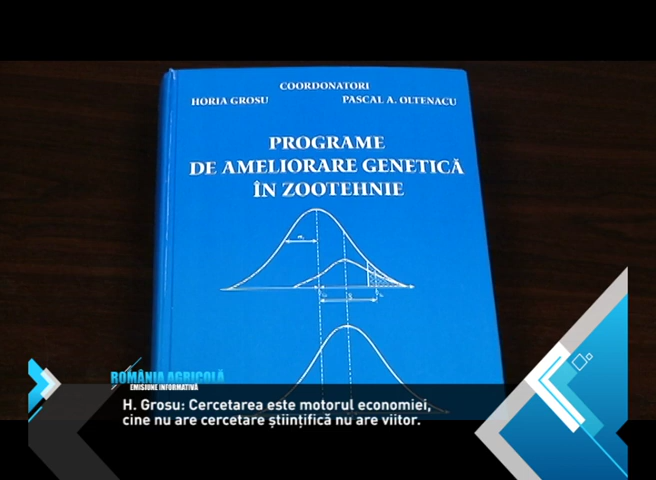 COORDONATORI
HORIA GROSU PASCAL A. OLTENACU
PROGRAME
DE AMELIORARE GENETICĂ
ÎN ZOOTEHNIE
ROMÂNIA AGRICOLĂ
EMISIUNE INFORMATIVĂ
H. Grosu: Cercetarea este motorul economiei,
cine nu are cercetare științifică nu are viitor.